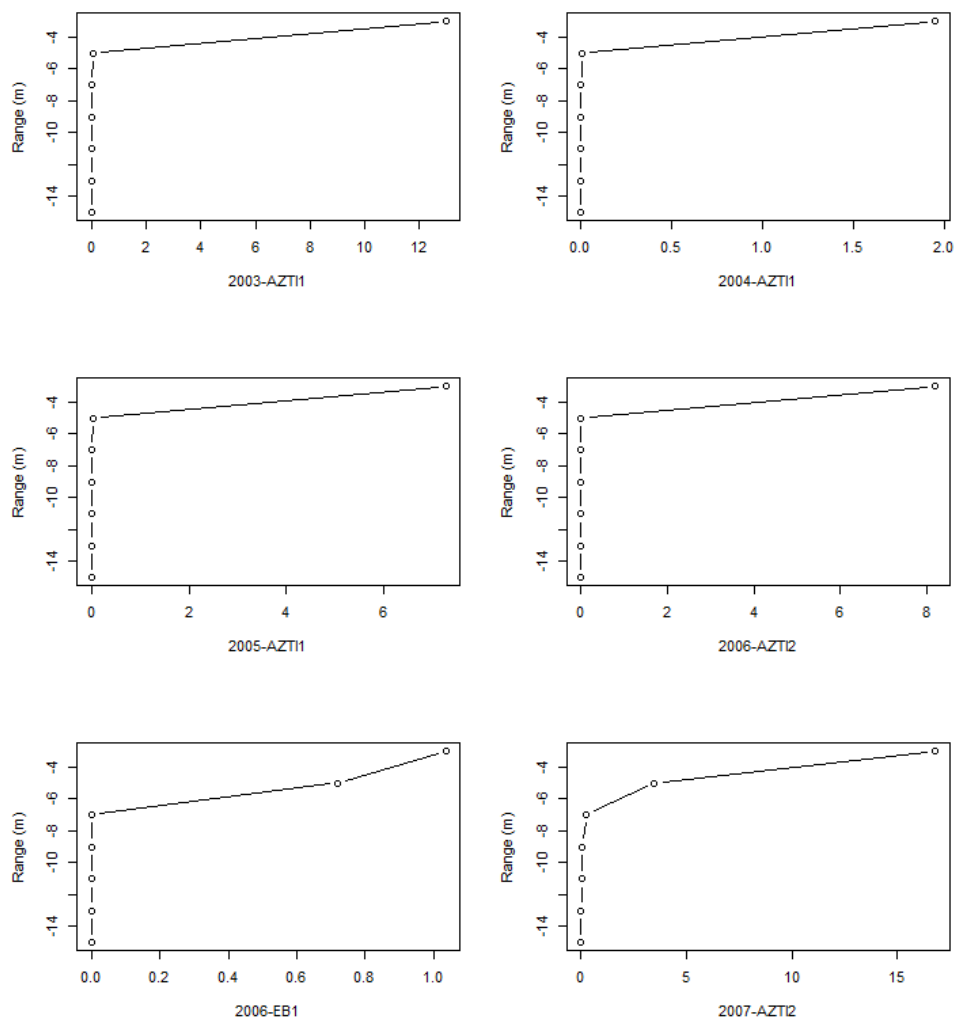 Range (m)
-4
-6
-8
-10
-14
0 2 4 6 8 10 12
2003-AZTI1
Range (m)
-4
-6
-8
-10
-14
0.0 0.5 1.0 1.5 2.0
2004-AZTI1
Range (m)
-4
-6
-8
-10
-14
0 2 4 6
2005-AZTI1
Range (m)
-4
-6
-8
-10
-14
0 2 4 6 8
2006-AZTI2
Range (m)
-4
-6
-8
-10
-14
0.0 0.2 0.4 0.6 0.8 1.0
2006-EB1
Range (m)
-4
-6
-8
-10
-14
0 5 10 15
2007-AZTI2